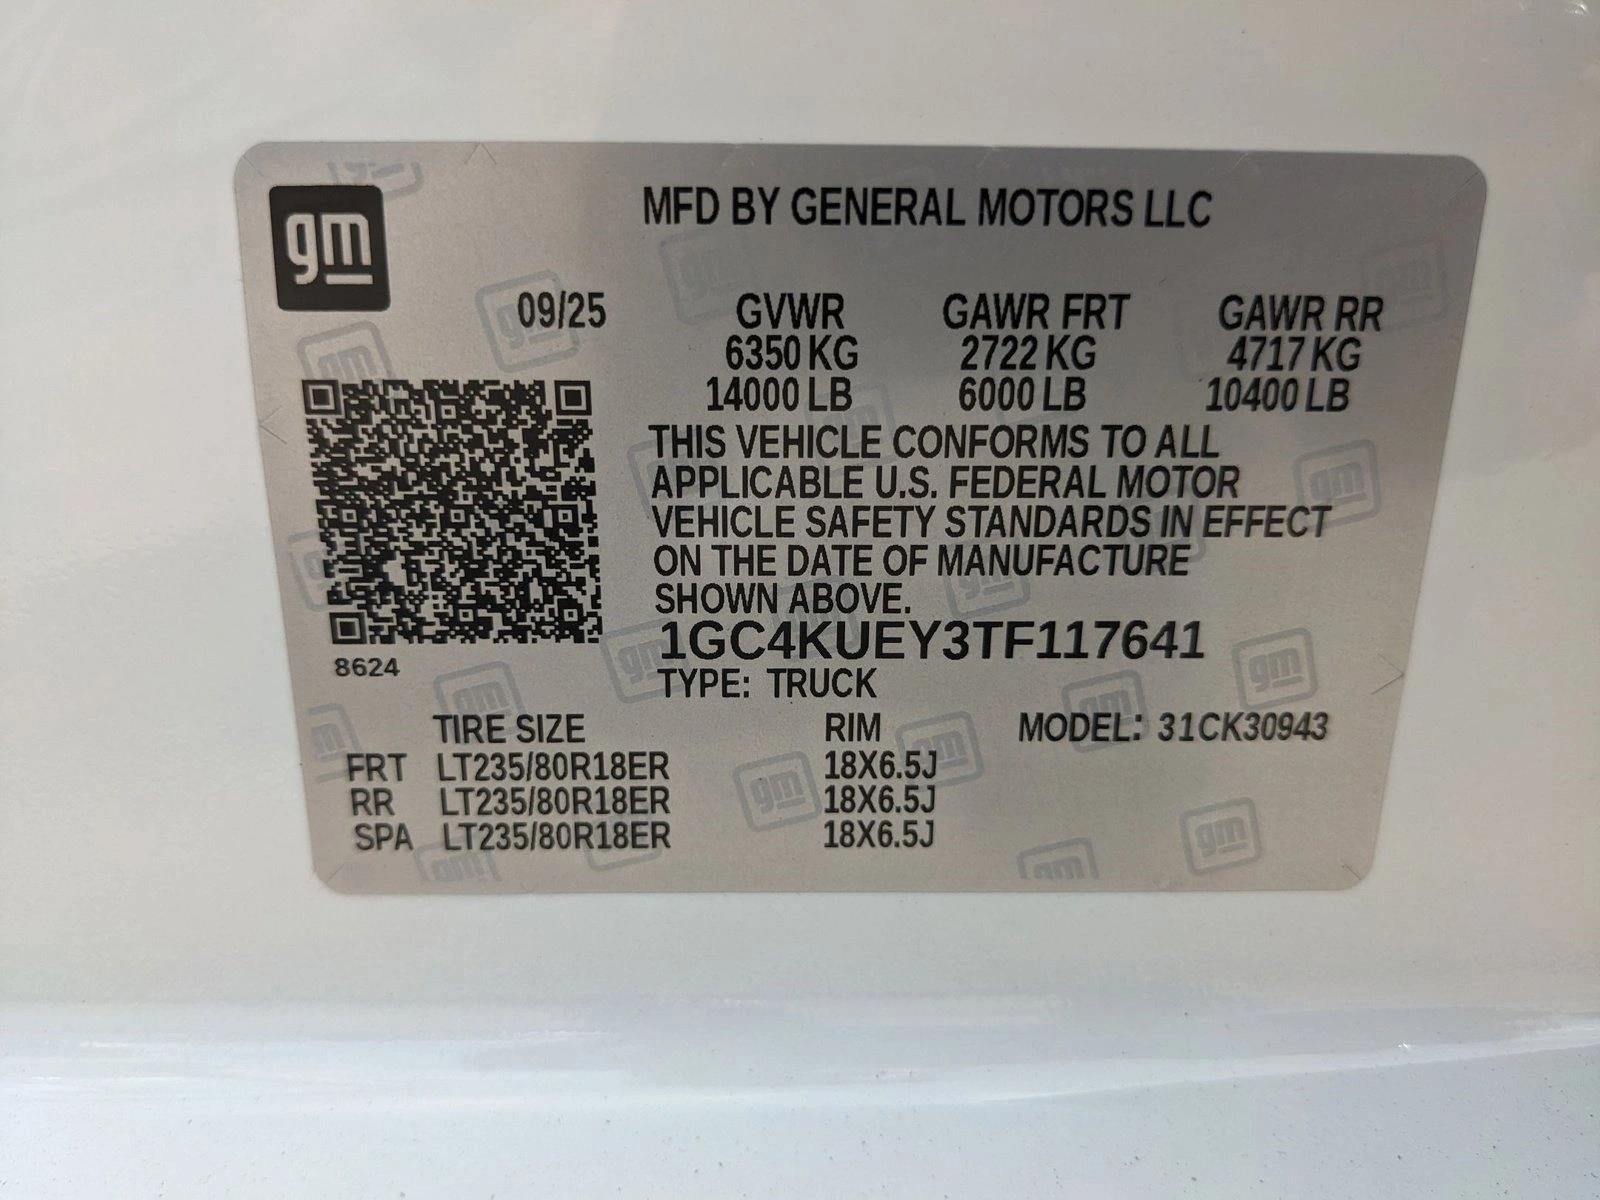 gm
MFD BY GENERAL MOTORS LLC
09/25 GVWR GAWR FRT GAWR RR
6350 KG 2722 KG 4717 KG
14000 LB 6000 LB 10400 LB
THIS VEHICLE CONFORMS TO ALL
APPLICABLE U.S. FEDERAL MOTOR
VEHICLE SAFETY STANDARDS IN EFFECT
ON THE DATE OF MANUFACTURE
SHOWN ABOVE.
1GC4KUEY3TF117641
8624
TYPE: TRUCK
TIRE SIZE RIM MODEL: 31CK30943
FRT LT235/80R18ER 18X6.5J
RR LT235/80R18ER 18X6.5J
SPA LT235/80R18ER 18X6.5J